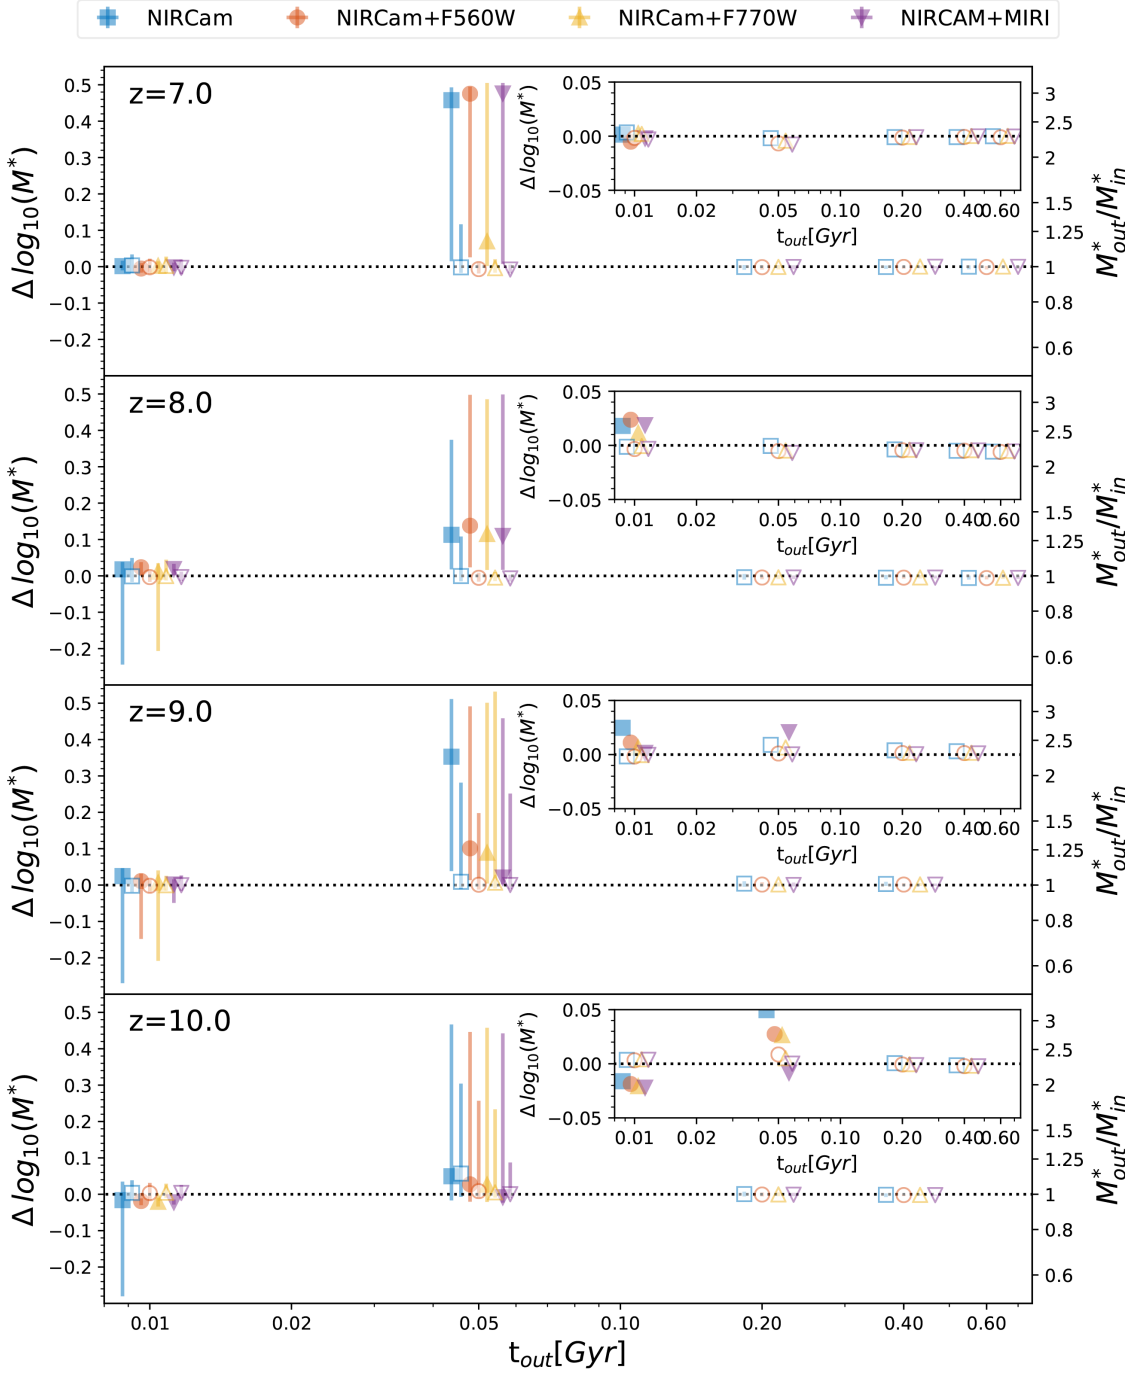 NIRCam NIRCam+F560W NIRCam+F770W NIRCAM+MIRI
z=7.0
0.5
0.4
0.3
0.2
0.1
0.0
−0.1
−0.2
Δ log₁₀(M*)
3
2.5
2
1.5
1.25
1
0.8
0.6
M*out/M*in
0.05
0.00
−0.05
Δ log₁₀(M*)
0.01 0.02 0.05 0.10 0.20 0.40 0.60
tout[Gyr]
z=8.0
0.5
0.4
0.3
0.2
0.1
0.0
−0.1
−0.2
Δ log₁₀(M*)
3
2.5
2
1.5
1.25
1
0.8
0.6
M*out/M*in
0.05
0.00
−0.05
Δ log₁₀(M*)
0.01 0.02 0.05 0.10 0.20 0.40 0.60
tout[Gyr]
z=9.0
0.5
0.4
0.3
0.2
0.1
0.0
−0.1
−0.2
Δ log₁₀(M*)
3
2.5
2
1.5
1.25
1
0.8
0.6
M*out/M*in
0.05
0.00
−0.05
Δ log₁₀(M*)
0.01 0.02 0.05 0.10 0.20 0.40 0.60
tout[Gyr]
z=10.0
0.5
0.4
0.3
0.2
0.1
0.0
−0.1
−0.2
Δ log₁₀(M*)
3
2.5
2
1.5
1.25
1
0.8
0.6
M*out/M*in
0.05
0.00
−0.05
Δ log₁₀(M*)
0.01 0.02 0.05 0.10 0.20 0.40 0.60
tout[Gyr]
0.01 0.02 0.05 0.10 0.20 0.40 0.60
tout[Gyr]